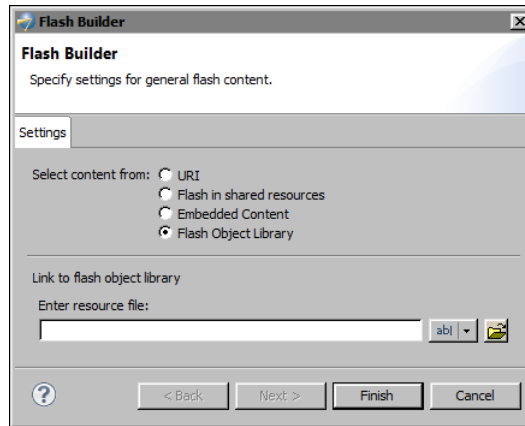 Flash Builder
Flash Builder
Specify settings for general flash content.
Settings
Select content from:
URI
Flash in shared resources
Embedded Content
Flash Object Library
Link to flash object library
Enter resource file:
ab|
?
< Back
Next >
Finish
Cancel